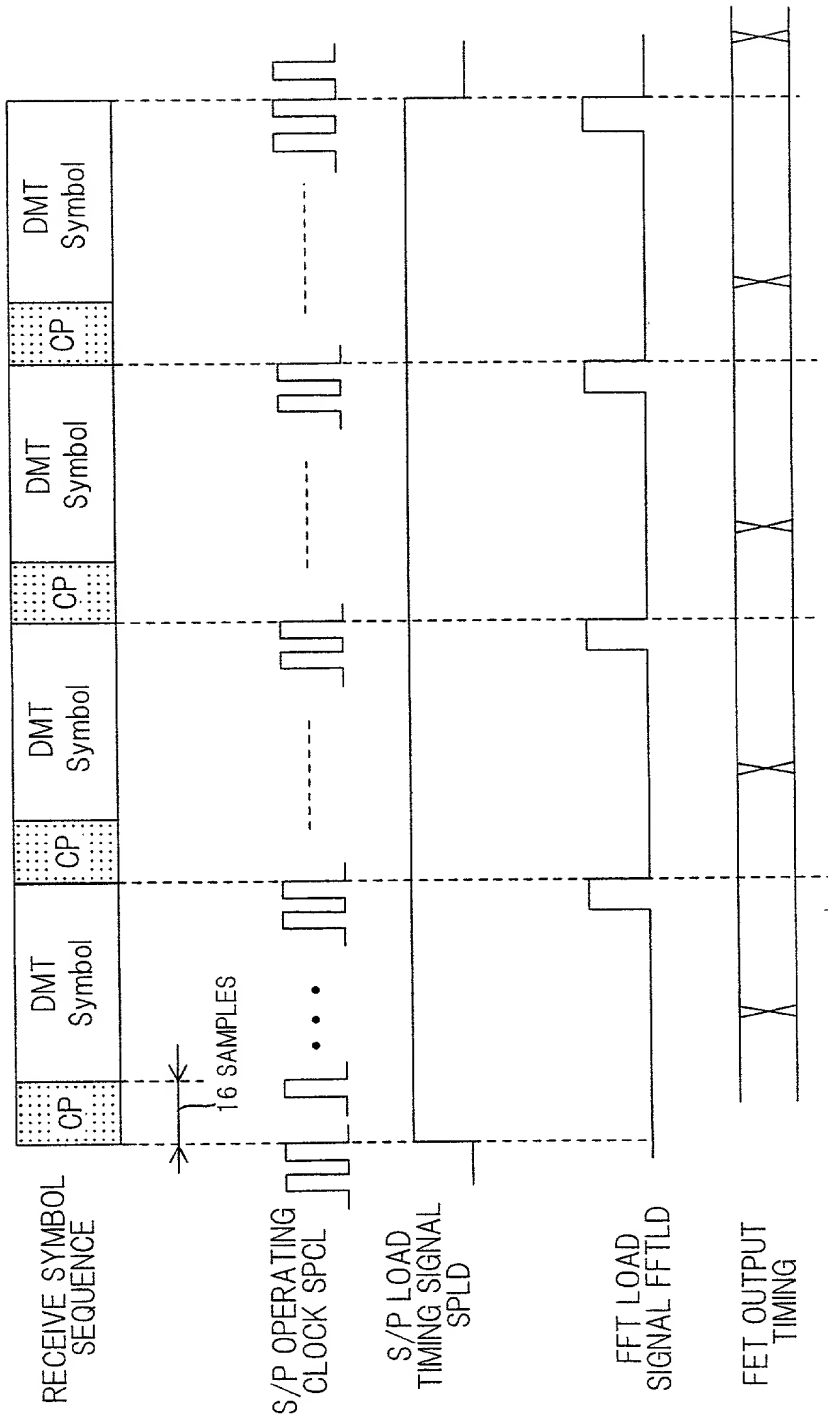 RECEIVE SYMBOL
SEQUENCE
CP
DMT
Symbol
CP
DMT
Symbol
CP
DMT
Symbol
CP
DMT
Symbol
16 SAMPLES
S/P OPERATING
CLOCK SPCL
S/P LOAD
TIMING SIGNAL
SPLD
FFT LOAD
SIGNAL FFTLD
FET OUTPUT
TIMING